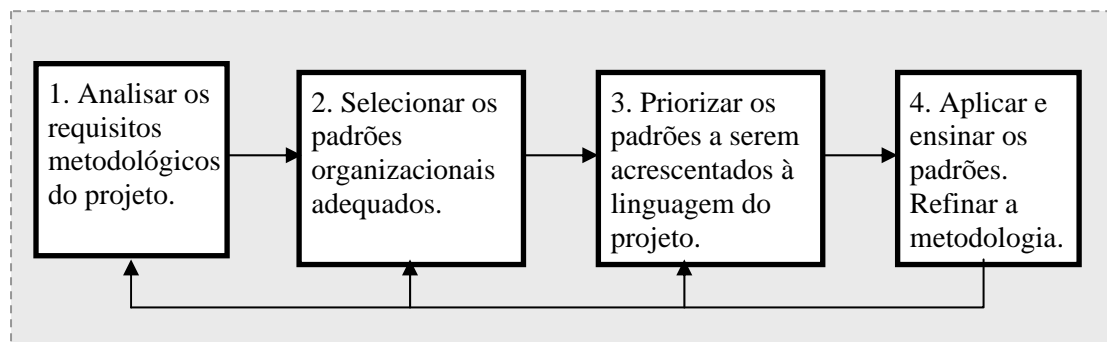 1. Analisar os
requisitos
metodológicos
do projeto.
2. Selecionar os
padrões
organizacionais
adequados.
3. Priorizar os
padrões a serem
acrescentados à
linguagem do
projeto.
4. Aplicar e
ensinar os
padrões.
Refinar a
metodologia.